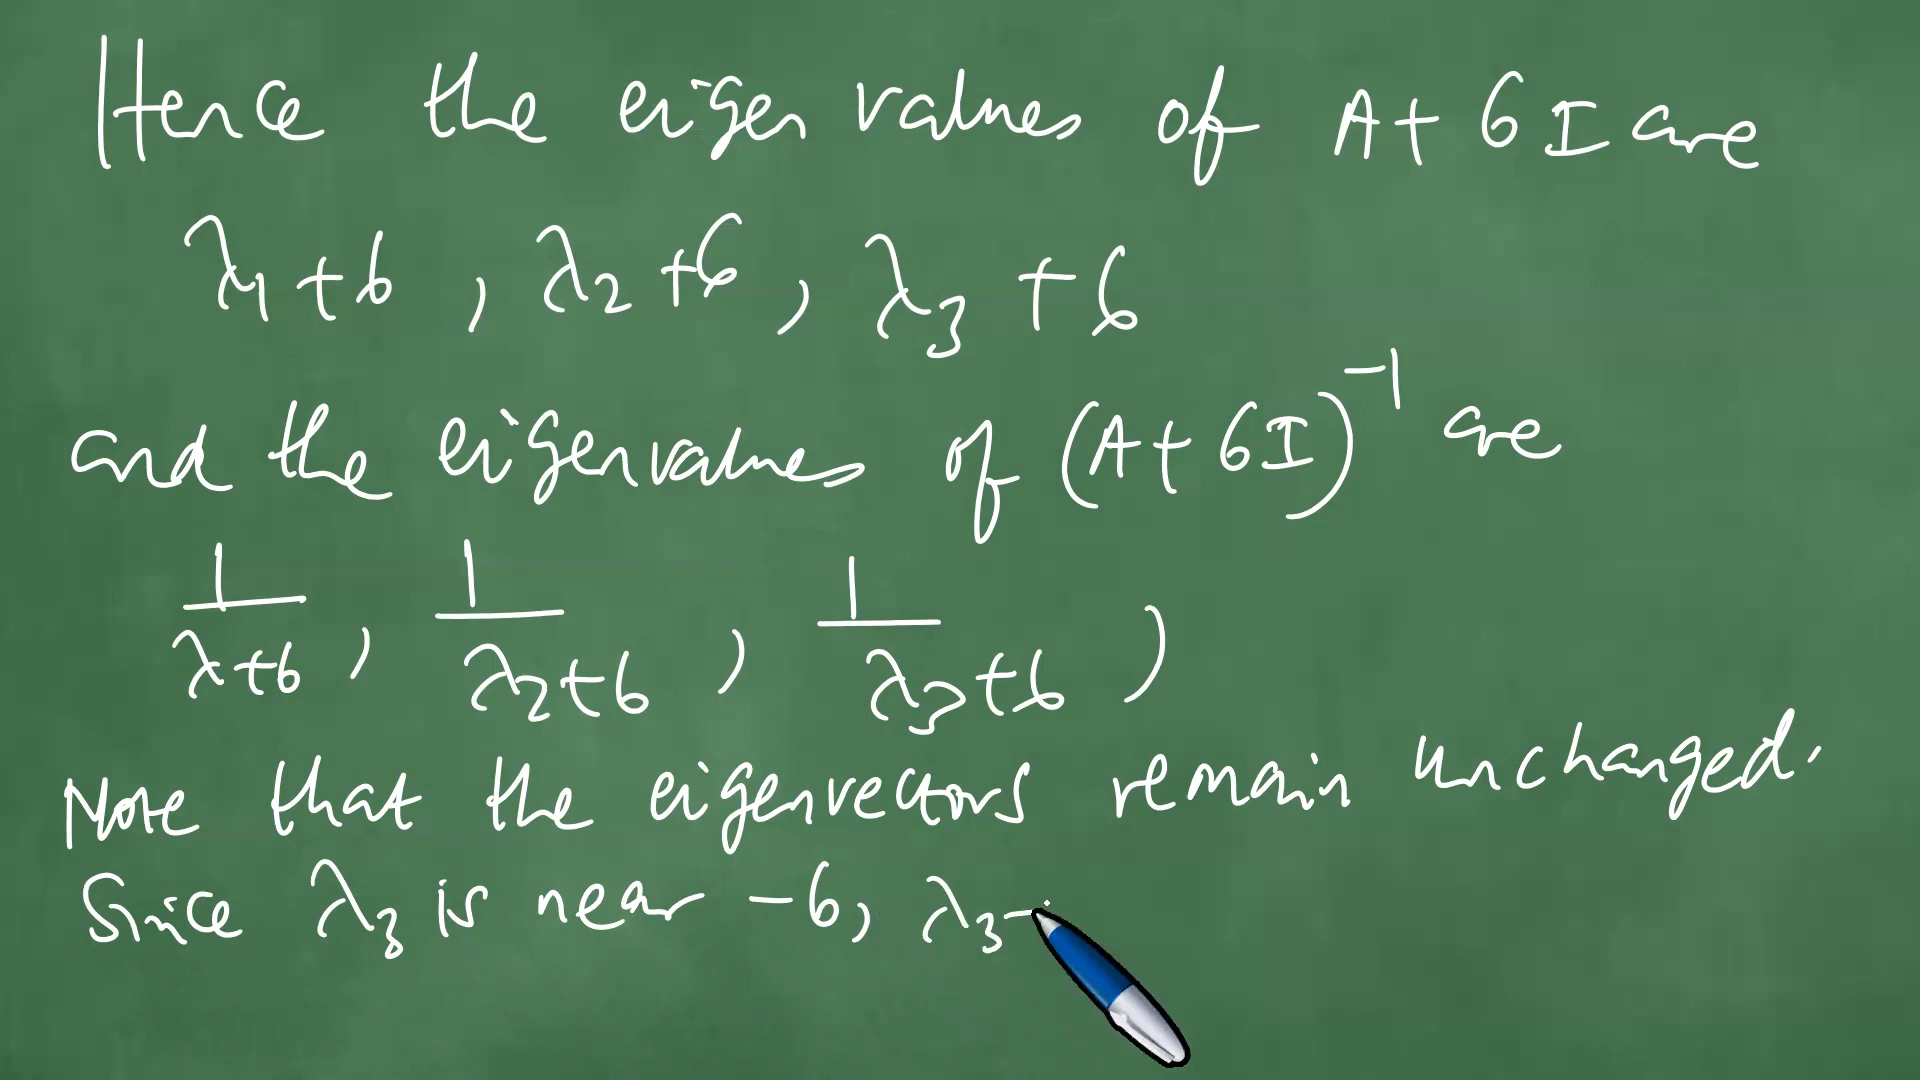 Hence the eigenvalues of A+6I are
λ1+6, λ2+6, λ3+6
and the eigenvalues of (A+6I)⁻¹ are
1/(λ+6), 1/(λ2+6), 1/(λ3+6),
Note that the eigenvectors remain unchanged.
Since λ3 is near -6, λ3-